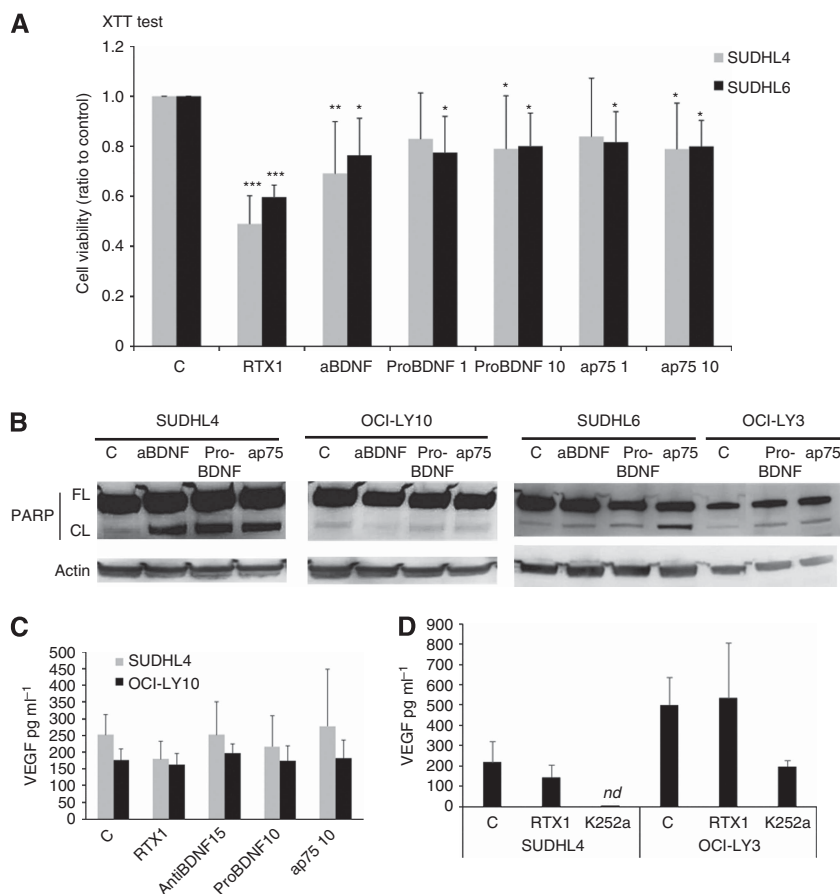 A
XTT test
Cell viability (ratio to control)
1.2
1.0
0.8
0.6
0.4
0.2
0
SUDHL4
SUDHL6
*** *** ** * * * * * * *
C RTX1 aBDNF ProBDNF 1 ProBDNF 10 ap75 1 ap75 10
B
SUDHL4 OCI-LY10 SUDHL6 OCI-LY3
C aBDNF Pro- ap75 C aBDNF Pro- ap75 C aBDNF Pro- ap75 C Pro- ap75
BDNF BDNF BDNF BDNF
PARP
FL
CL
Actin
C
VEGF pg ml–1
500
450
400
350
300
250
200
150
100
50
0
SUDHL4
OCI-LY10
C RTX1 AntiBDNF15 ProBDNF10 ap75 10
D
VEGF pg ml–1
900
800
700
600
500
400
300
200
100
0
nd
C RTX1 K252a C RTX1 K252a
SUDHL4 OCI-LY3